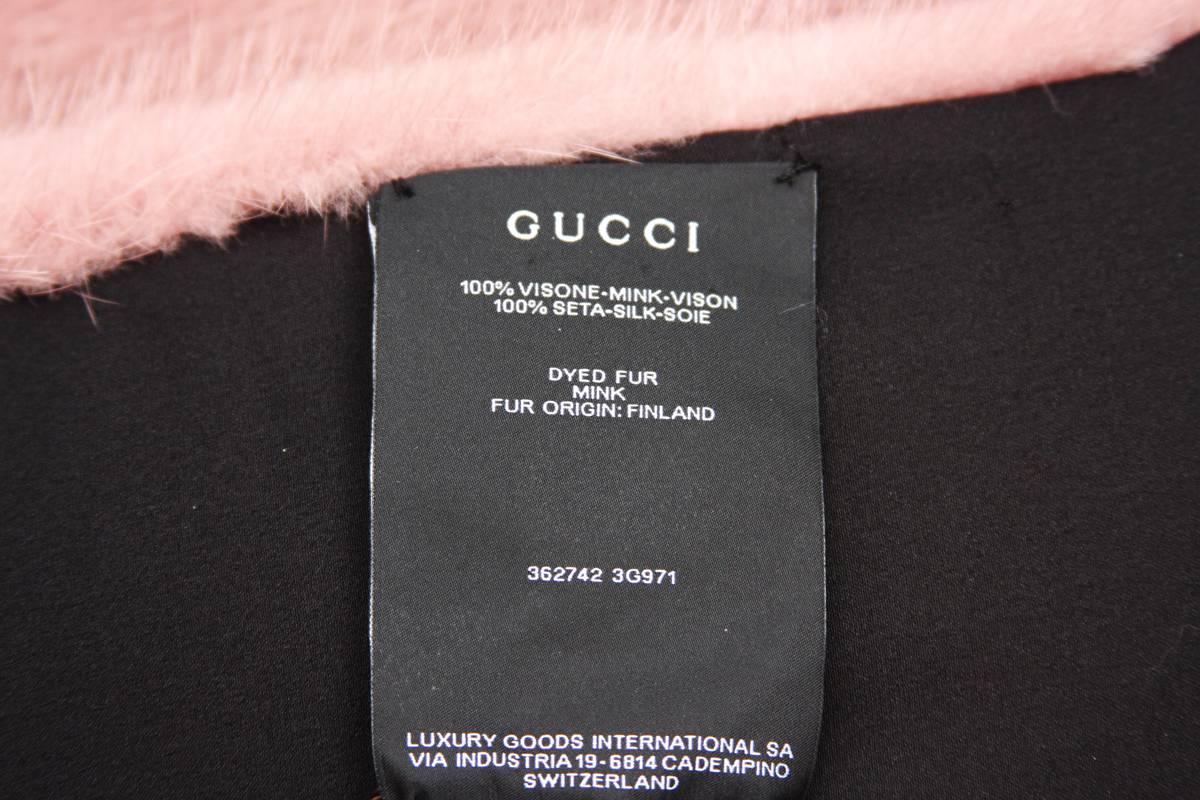 GUCCI
100% VISONE-MINK-VISON
100% SETA-SILK-SOIE
DYED FUR
MINK
FUR ORIGIN: FINLAND
362742 3G971
LUXURY GOODS INTERNATIONAL SA
VIA INDUSTRIA 19-6814 CADEMPINO
SWITZERLAND